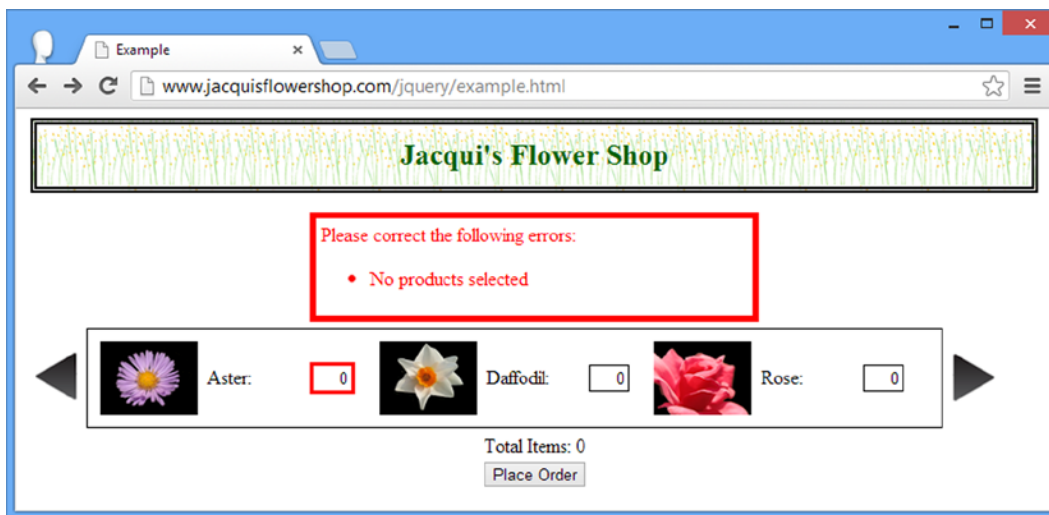 Example
www.jacquisflowershop.com/jquery/example.html
Jacqui's Flower Shop
Please correct the following errors:
• No products selected
Aster: 0 Daffodil: 0 Rose: 0
Total Items: 0
Place Order